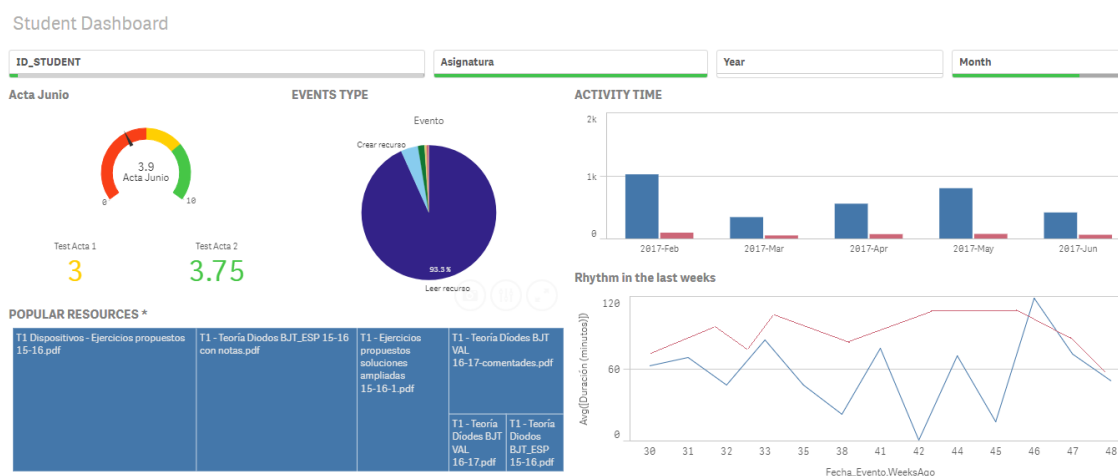 Student Dashboard
ID_STUDENT
Asignatura
Year
Month
Acta Junio
EVENTS TYPE
ACTIVITY TIME
3.9
Acta Junio
0
10
Test Acta 1
Test Acta 2
3
3.75
Evento
Crear recurso
93.3 %
Leer recurso
2k
1k
0
2017-Feb
2017-Mar
2017-Apr
2017-May
2017-Jun
Rhythm in the last weeks
120
60
0
Avg([Duración (minutos)])
30
31
32
33
35
38
41
42
44
45
46
47
48
Fecha_Evento.WeeksAgo
POPULAR RESOURCES *
T1 Dispositivos - Ejercicios propuestos
15-16.pdf
T1 - Teoría Diodos BJT_ESP 15-16
con notas.pdf
T1 - Ejercicios
propuestos
soluciones
ampliadas
15-16-1.pdf
T1 - Teoría Díodes BJT
VAL
16-17-comentades.pdf
T1 - Teoría
Díodes BJT
VAL
16-17.pdf
T1 - Teoría
Diodos
BJT_ESP
15-16.pdf